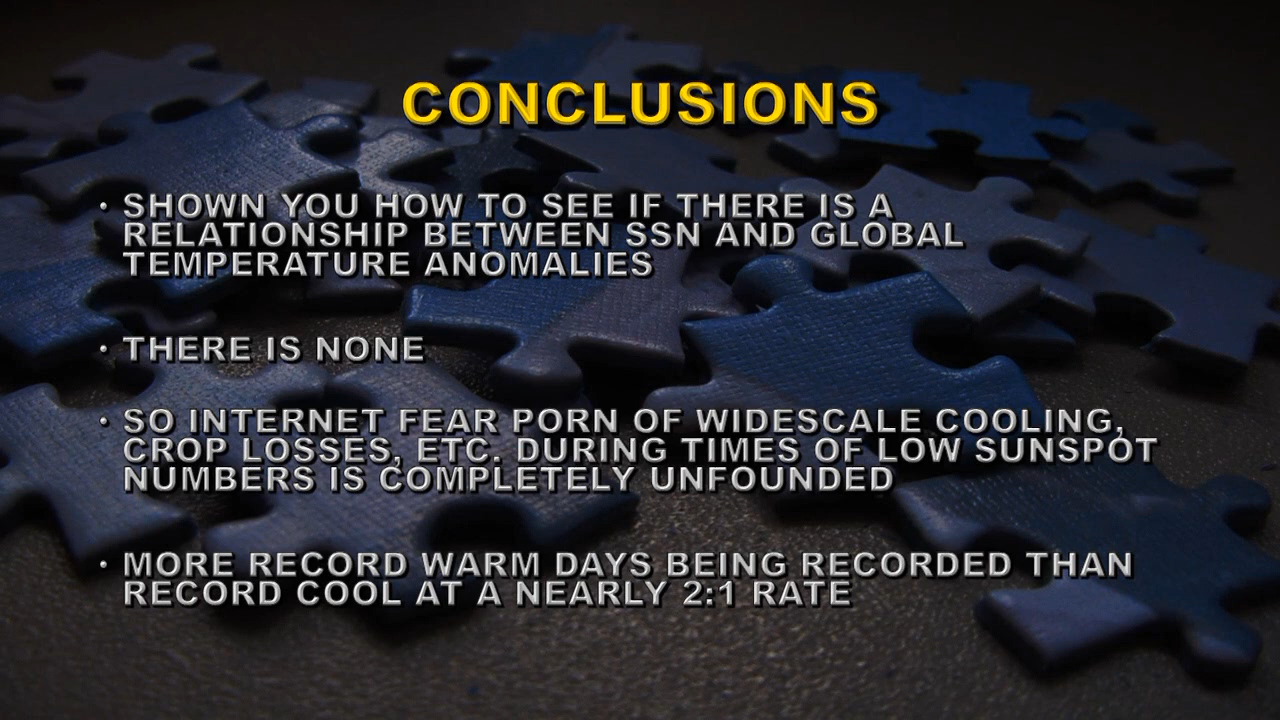 CONCLUSIONS
• SHOWN YOU HOW TO SEE IF THERE IS A
RELATIONSHIP BETWEEN SSN AND GLOBAL
TEMPERATURE ANOMALIES
• THERE IS NONE
• SO INTERNET FEAR PORN OF WIDESCALE COOLING,
CROP LOSSES, ETC. DURING TIMES OF LOW SUNSPOT
NUMBERS IS COMPLETELY UNFOUNDED
• MORE RECORD WARM DAYS BEING RECORDED THAN
RECORD COOL AT A NEARLY 2:1 RATE